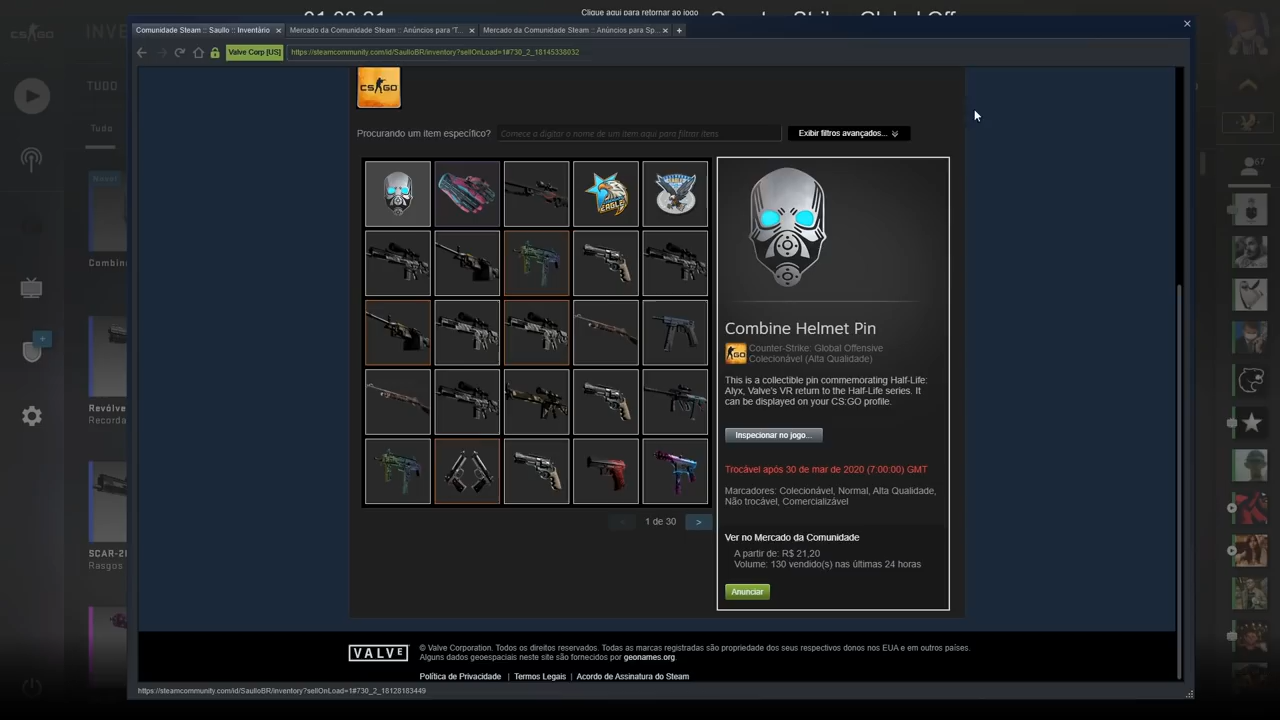 Clique aqui para retornar ao jogo
Comunidade Steam :: Saullo :: Inventário
Mercado da Comunidade Steam :: Anúncios para 'T...
Mercado da Comunidade Steam :: Anúncios para Sp...
Valve Corp [US]
https://steamcommunity.com/id/SaulloBR/inventory?sellOnLoad=1#730_2_18145338032
CS:GO
TUDO
Tudo
Procurando um item específico?
Comece a digitar o nome de um item aqui para filtrar itens
Exibir filtros avançados...
67
Combine Helmet Pin
Counter-Strike: Global Offensive
Colecionável (Alta Qualidade)
This is a collectible pin commemorating Half-Life:
Alyx, Valve's VR return to the Half-Life series. It
can be displayed on your CS:GO profile.
Inspecionar no jogo...
Trocável após 30 de mar de 2020 (7:00:00) GMT
Marcadores: Colecionável, Normal, Alta Qualidade,
Não trocável, Comercializável
1 de 30
Ver no Mercado da Comunidade
A partir de: R$ 21,20
Volume: 130 vendido(s) nas últimas 24 horas
Anunciar
VALVE
© Valve Corporation. Todos os direitos reservados. Todas as marcas registradas são propriedade dos seus respectivos donos nos EUA e em outros países.
Alguns dados geoespaciais neste site são fornecidos por geonames.org.
Política de Privacidade | Termos Legais | Acordo de Assinatura do Steam
https://steamcommunity.com/id/SaulloBR/inventory?sellOnLoad=1#730_2_18128183449